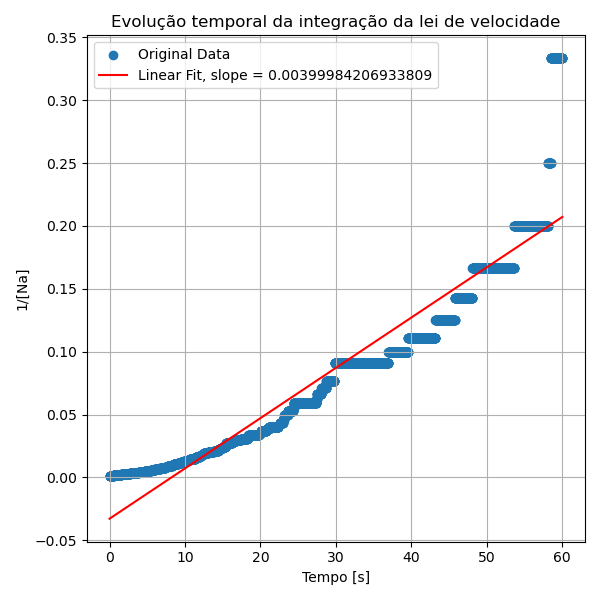 Evolução temporal da integração da lei de velocidade
Original Data
Linear Fit, slope = 0.00399984206933809
0.35
0.30
0.25
0.20
0.15
0.10
0.05
0.00
−0.05
1/[Na]
0 10 20 30 40 50 60
Tempo [s]